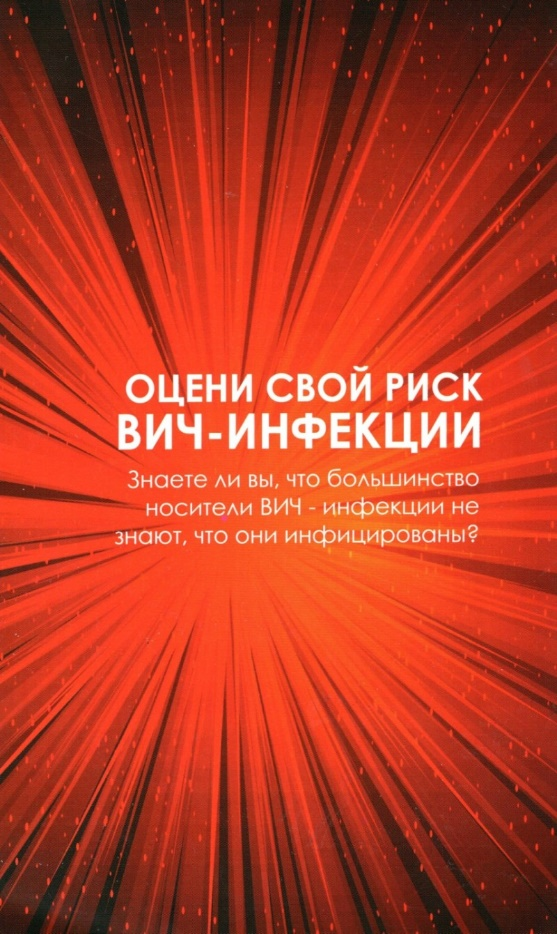 ОЦЕНИ СВОЙ РИСК
ВИЧ-ИНФЕКЦИИ
Знаете ли вы, что большинство
носители ВИЧ - инфекции не
знают, что они инфицированы?